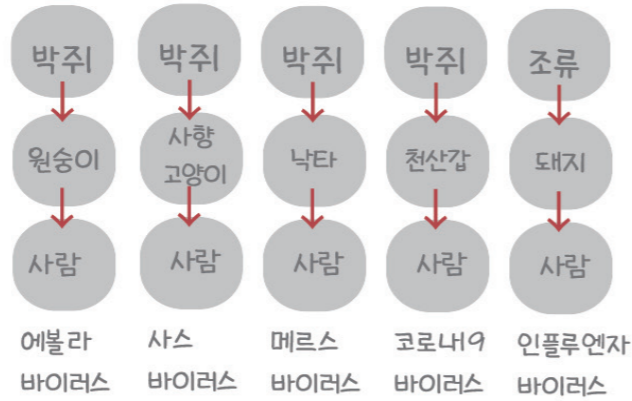 박쥐 박쥐 박쥐 박쥐 조류
원숭이 사향 고양이 낙타 천산갑 돼지
사람 사람 사람 사람 사람
에볼라 사스 메르스 코로나19 인플루엔자
바이러스 바이러스 바이러스 바이러스 바이러스